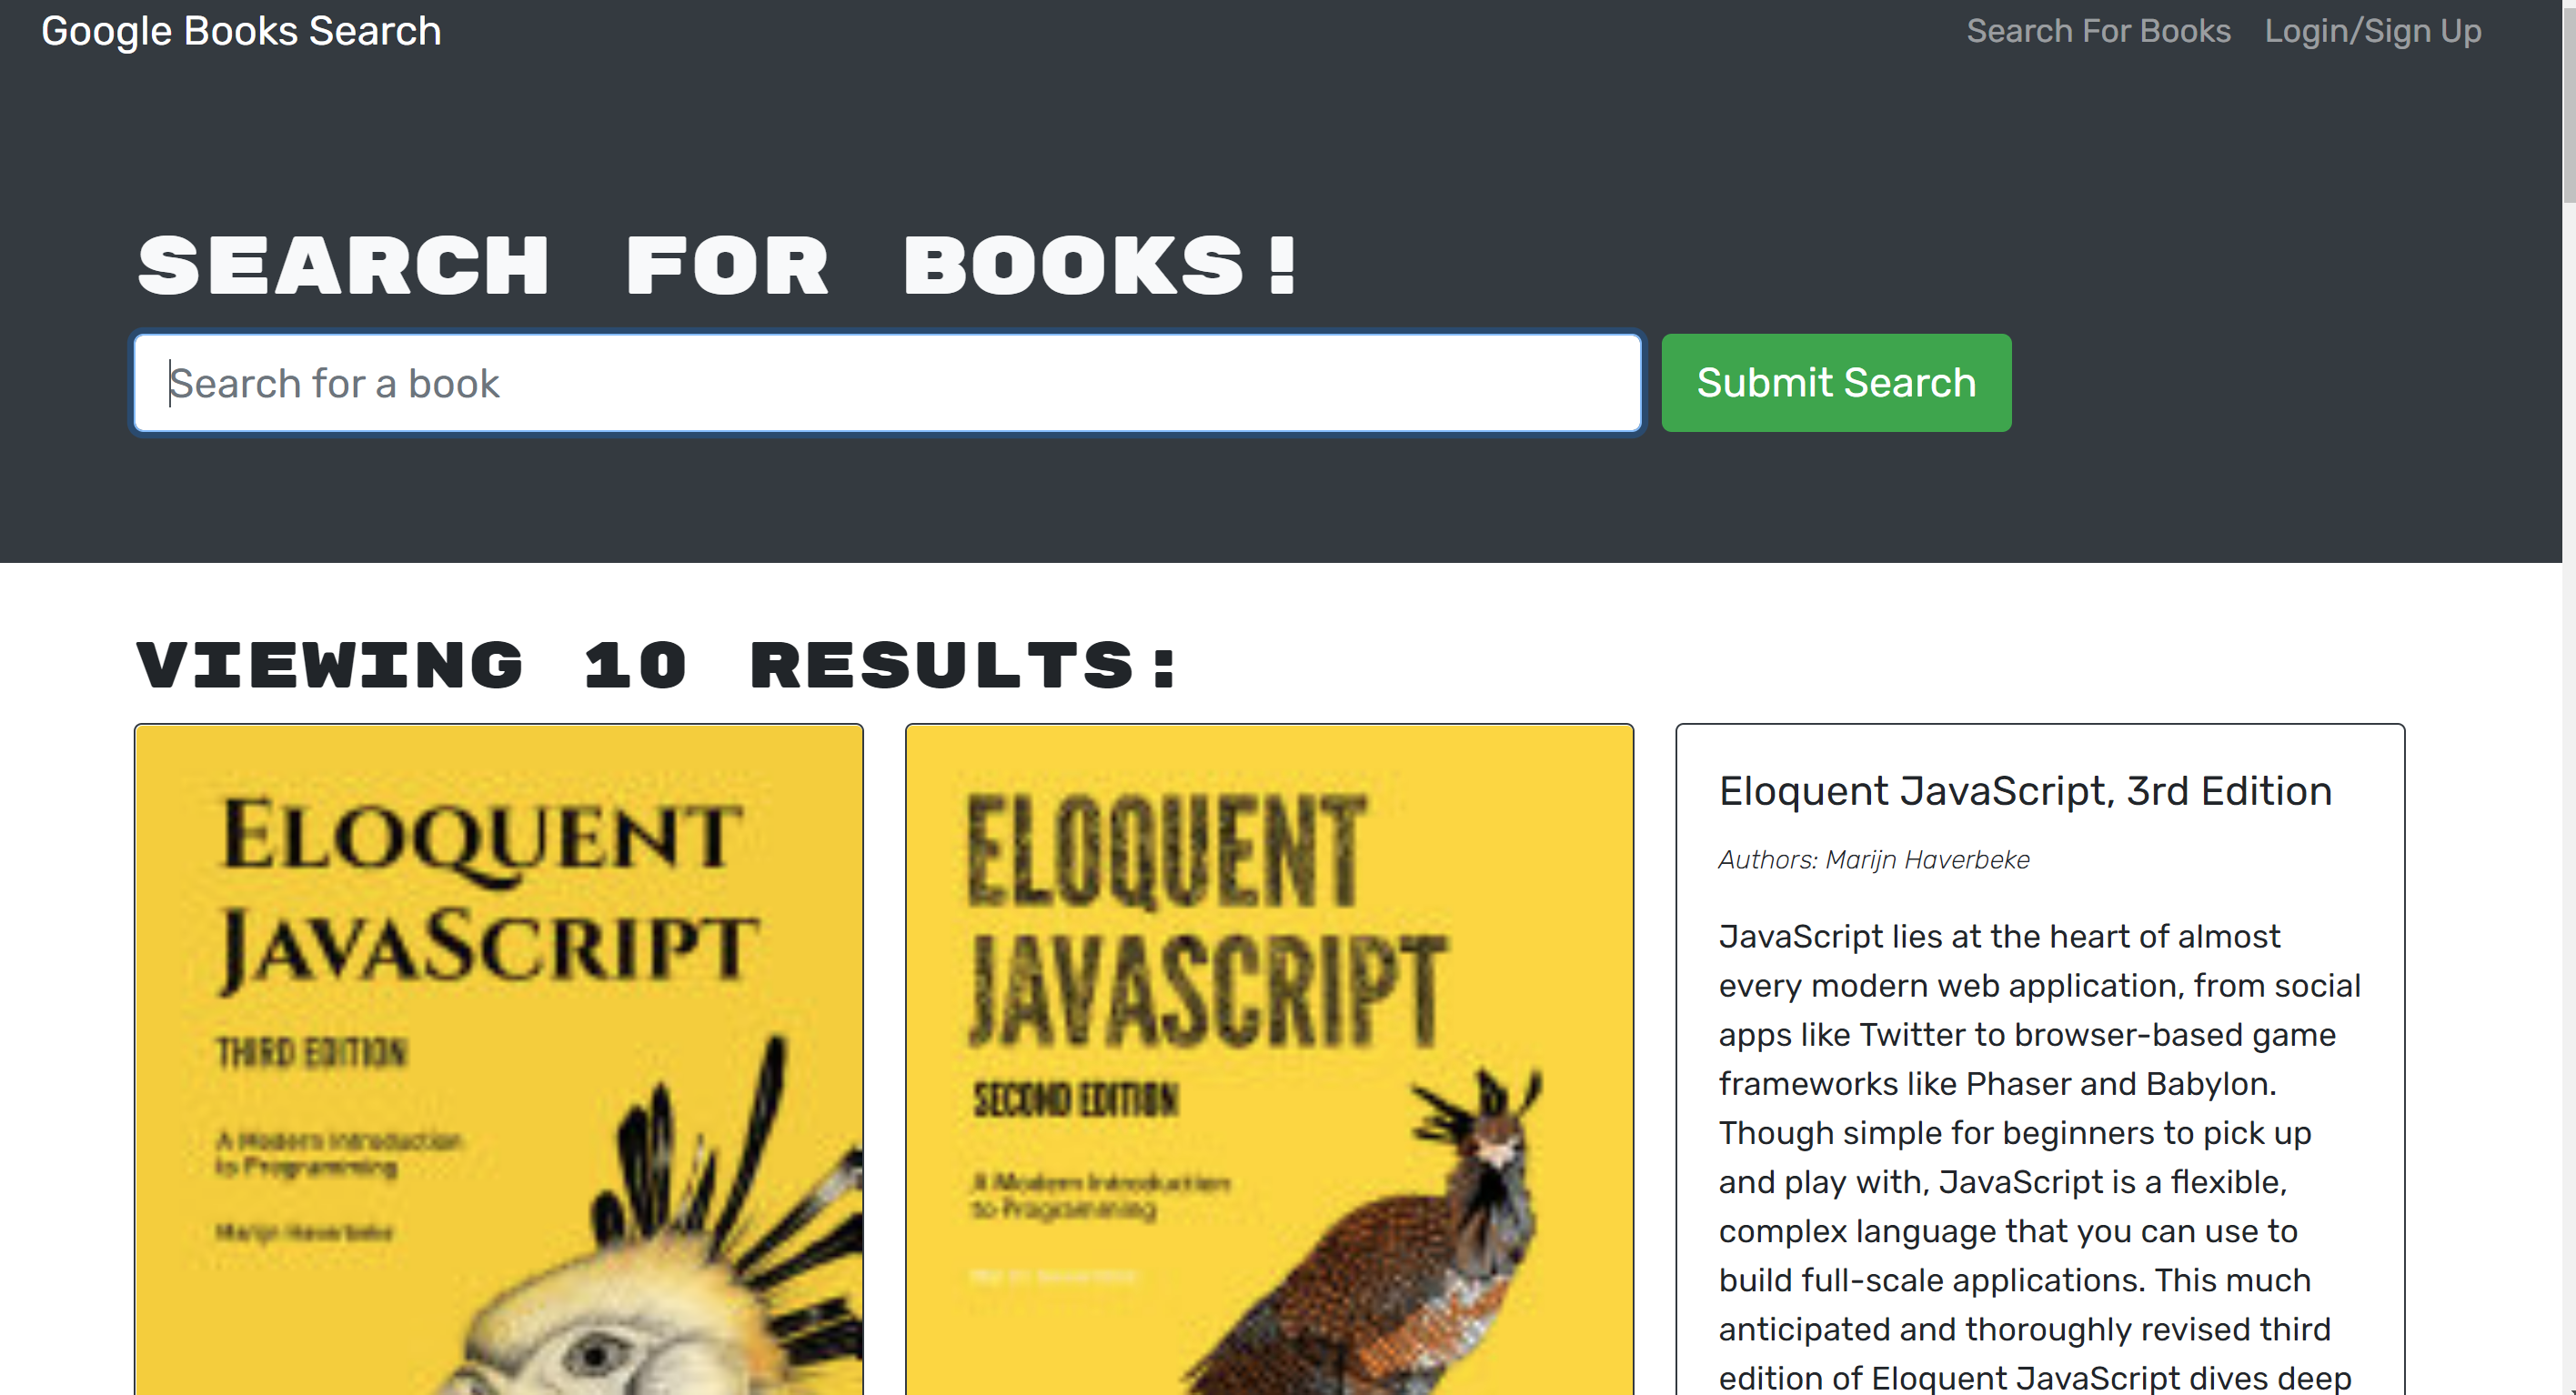 Google Books Search
Search For Books
Login/Sign Up
SEARCH FOR BOOKS!
Search for a book
Submit Search
VIEWING 10 RESULTS:
ELOQUENT
JAVASCRIPT
THIRD EDITION
A Modern Introduction
to Programming
Marijn Haverbeke
ELOQUENT
JAVASCRIPT
SECOND EDITION
A Modern Introduction
to Programming
Eloquent JavaScript, 3rd Edition
Authors: Marijn Haverbeke
JavaScript lies at the heart of almost
every modern web application, from social
apps like Twitter to browser-based game
frameworks like Phaser and Babylon.
Though simple for beginners to pick up
and play with, JavaScript is a flexible,
complex language that you can use to
build full-scale applications. This much
anticipated and thoroughly revised third
edition of Eloquent JavaScript dives deep